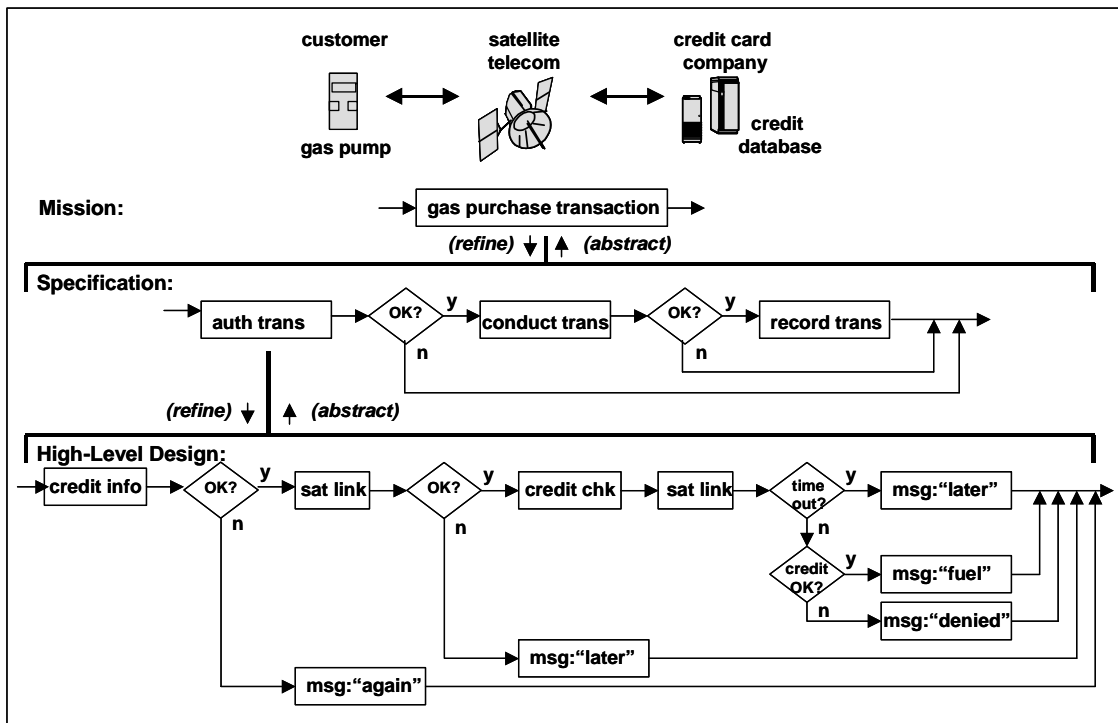 customer
satellite
telecom
credit card
company
gas pump
credit
database
Mission:
gas purchase transaction
(refine)
(abstract)
Specification:
auth trans
OK?
y
n
conduct trans
OK?
y
n
record trans
(refine)
(abstract)
High-Level Design:
credit info
OK?
y
n
sat link
OK?
y
n
credit chk
sat link
time
out?
y
n
msg:“later”
credit
OK?
y
n
msg:“fuel”
msg:“denied”
msg:“later”
msg:“again”